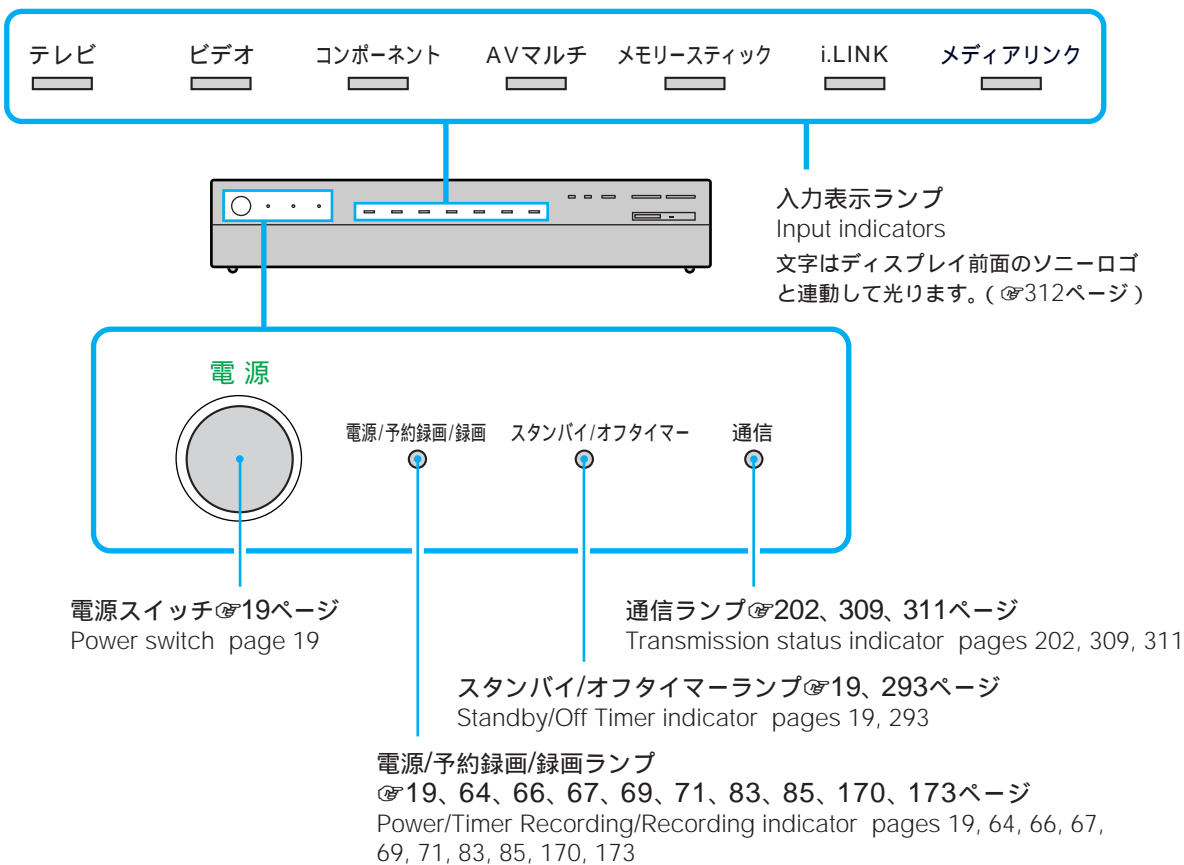 テレビ
ビデオ
コンポーネント
AVマルチ
メモリースティック
i.LINK
メディアリンク
入力表示ランプ
Input indicators
文字はディスプレイ前面のソニーロゴ
と連動して光ります。(☞312ページ)
電源
電源/予約録画/録画
スタンバイ/オフタイマー
通信
電源スイッチ☞19ページ
Power switch page 19
通信ランプ☞202、309、311ページ
Transmission status indicator pages 202, 309, 311
スタンバイ/オフタイマーランプ☞19、293ページ
Standby/Off Timer indicator pages 19, 293
電源/予約録画/録画ランプ
☞19、64、66、67、69、71、83、85、170、173ページ
Power/Timer Recording/Recording indicator pages 19, 64, 66, 67,
69, 71, 83, 85, 170, 173